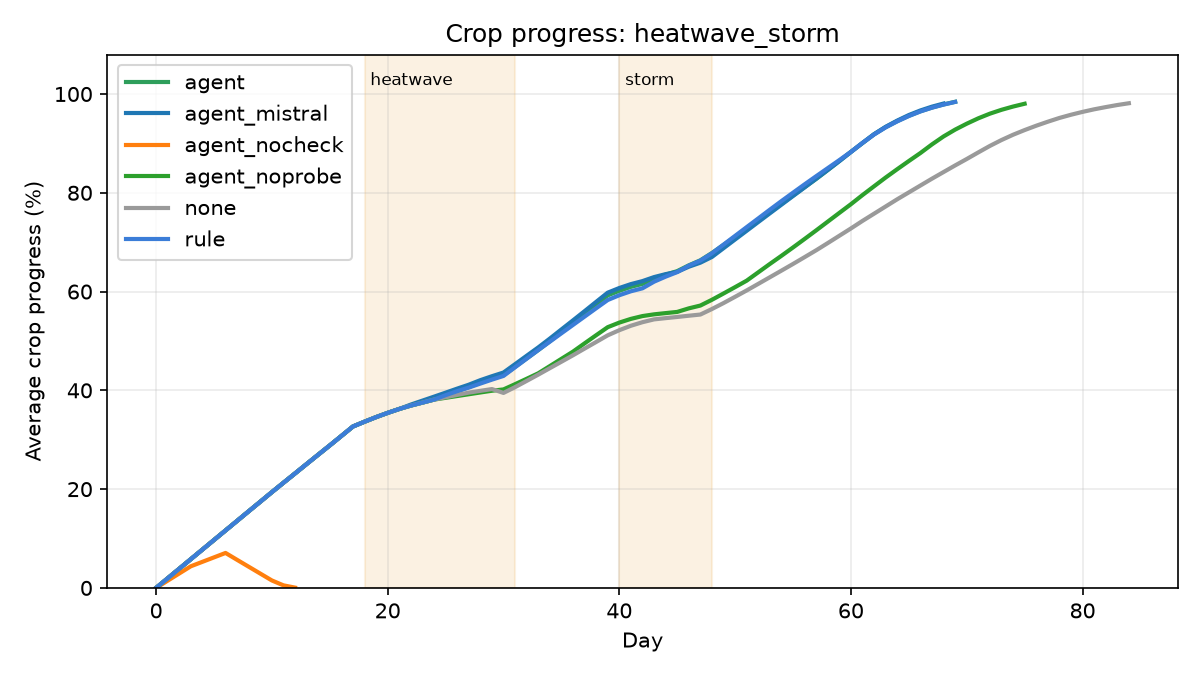 Crop progress: heatwave_storm
agent
agent_mistral
agent_nocheck
agent_noprobe
none
rule
heatwave
storm
Average crop progress (%)
100
80
60
40
20
0
0 20 40 60 80
Day